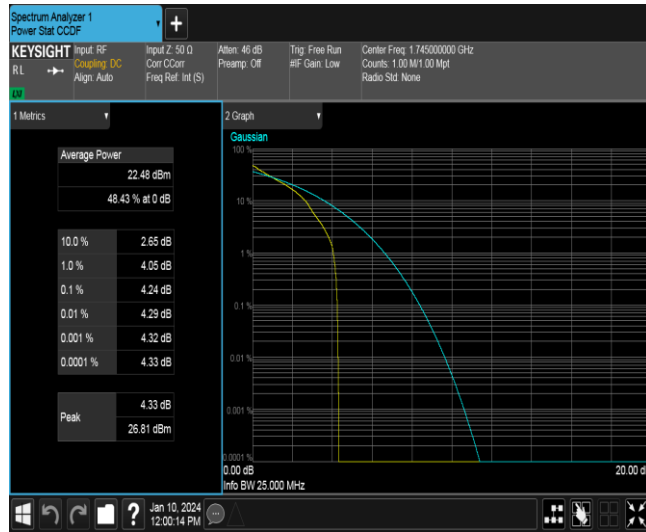 Spectrum Analyzer 1
Power Stat CCDF
KEYSIGHT
RL
LXI
Input: RF
Coupling: DC
Align: Auto
Input Z: 50 Ω
Corr CCorr
Freq Ref: Int (S)
Atten: 46 dB
Preamp: Off
Trig: Free Run
#IF Gain: Low
Center Freq: 1.745000000 GHz
Counts: 1.00 M/1.00 Mpt
Radio Std: None
1 Metrics
Average Power
22.48 dBm
48.43 % at 0 dB
10.0 % 2.65 dB
1.0 % 4.05 dB
0.1 % 4.24 dB
0.01 % 4.29 dB
0.001 % 4.32 dB
0.0001 % 4.33 dB
Peak
4.33 dB
26.81 dBm
2 Graph
Gaussian
100 %
10 %
1 %
0.1 %
0.01 %
0.001 %
0.0001 %
0.00 dB
20.00 d
Info BW 25.000 MHz
?
Jan 10, 2024
12:00:14 PM